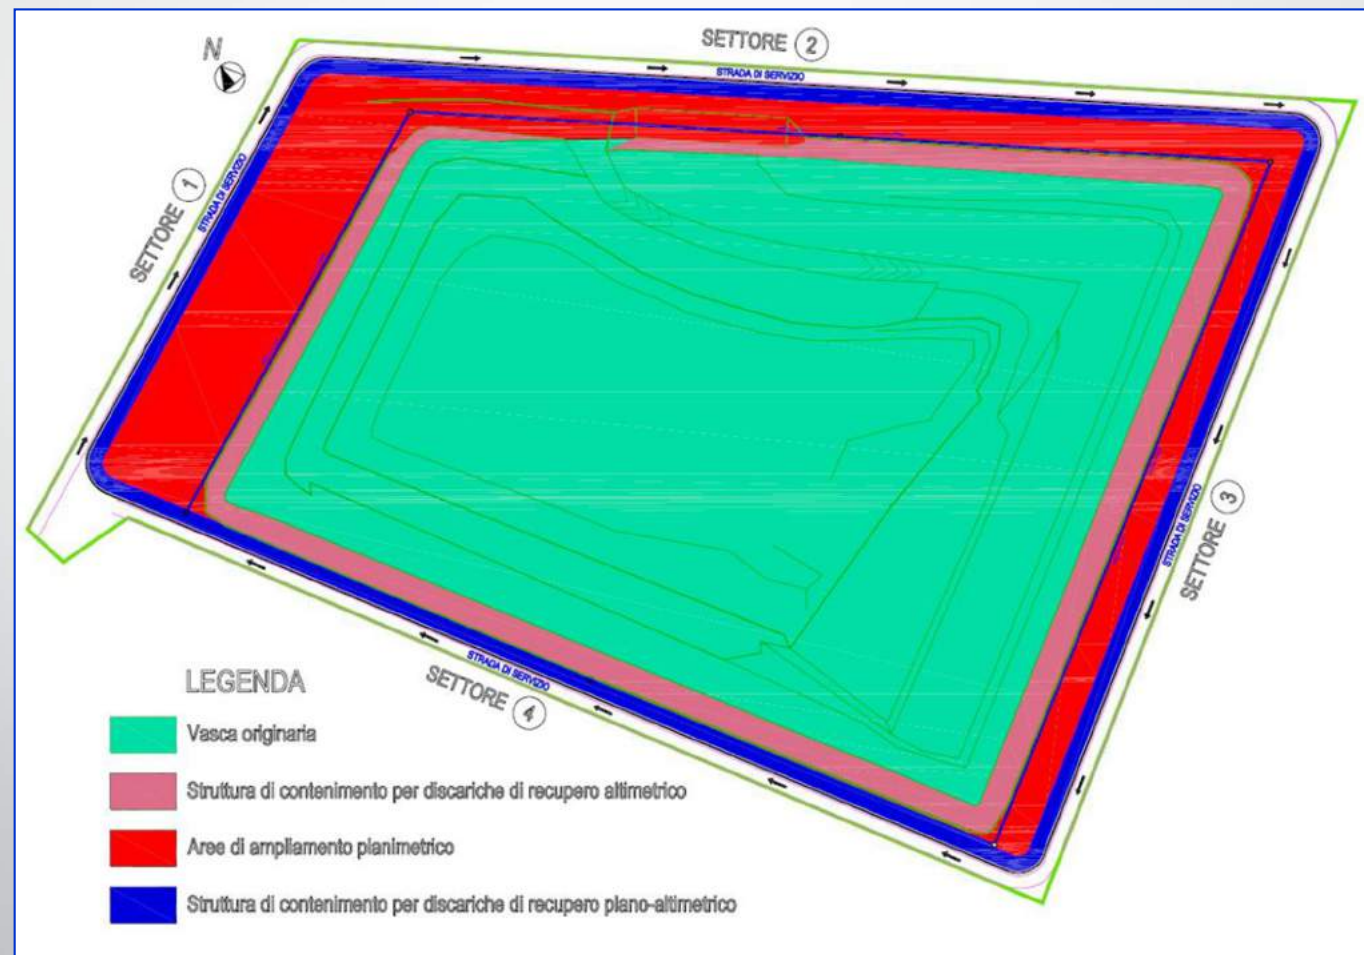 N
SETTORE 2
STRADA DI SERVIZIO
SETTORE 1
STRADA DI SERVIZIO
SETTORE 3
STRADA DI SERVIZIO
SETTORE 4
STRADA DI SERVIZIO
LEGENDA
Vasca originaria
Struttura di contenimento per discariche di recupero altimetrico
Aree di ampliamento planimetrico
Struttura di contenimento per discariche di recupero plano-altimetrico